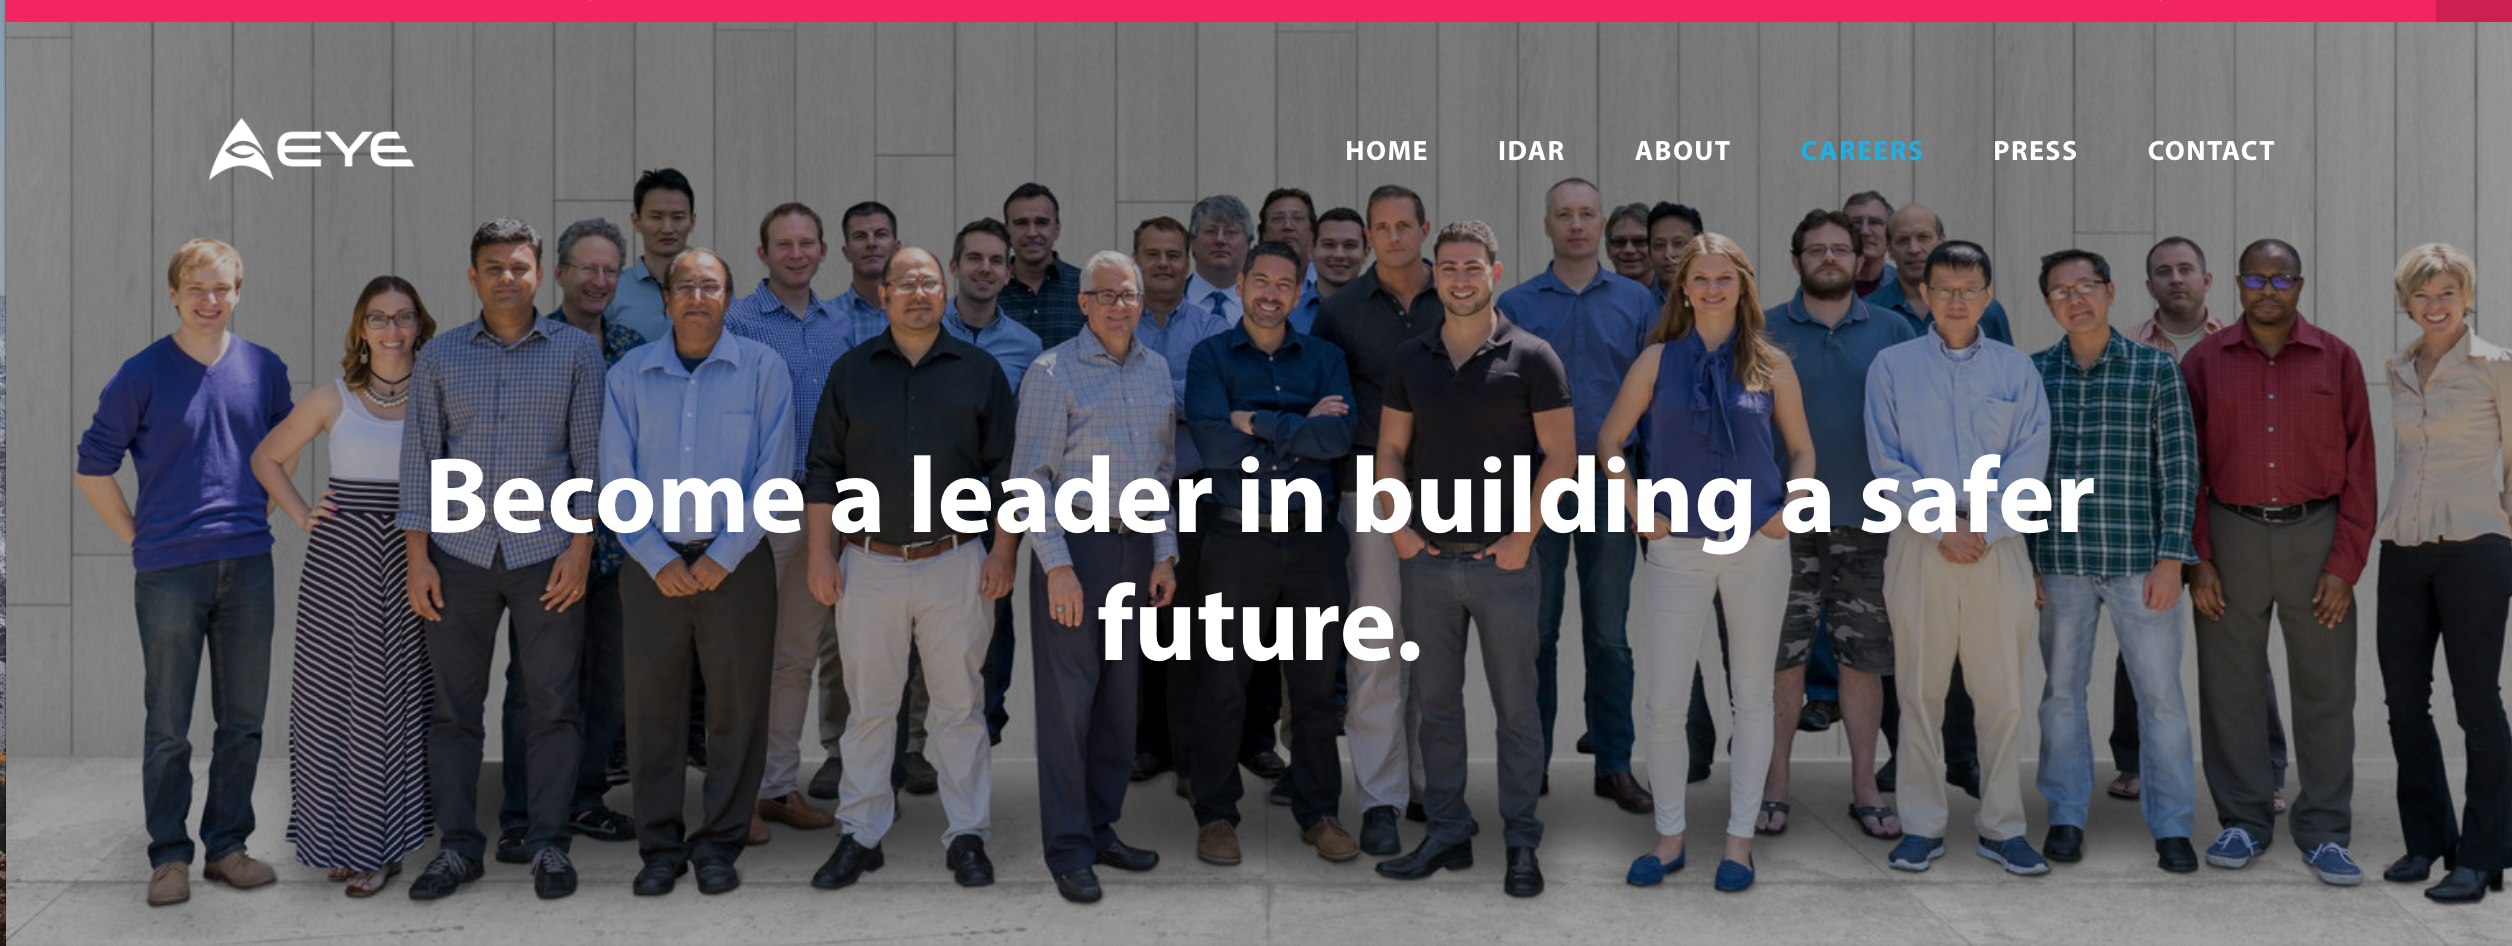 AEYE
HOME IDAR ABOUT CAREERS PRESS CONTACT
Become a leader in building a safer
future.